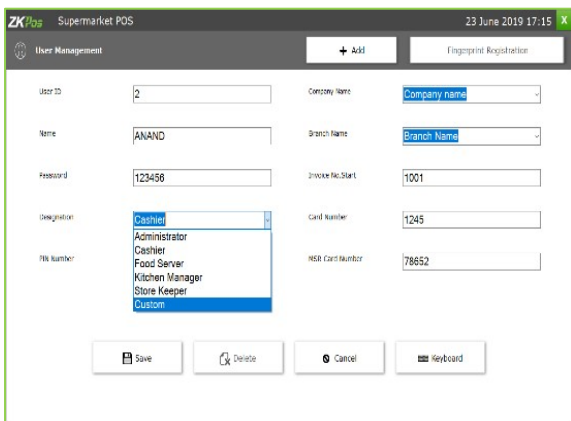 ZKPos Supermarket POS 23 June 2019 17:15 X
User Management Add Fingerprint Registration
User ID 2 Company Name Company name
Name ANAND Branch Name Branch Name
Password 123456 Invoice No.Start 1001
Designation Cashier Card Number 1245
Administrator
Cashier
PIN Number Food Server MSR Card Number 78652
Kitchen Manager
Store Keeper
Custom
Save Delete Cancel Keyboard